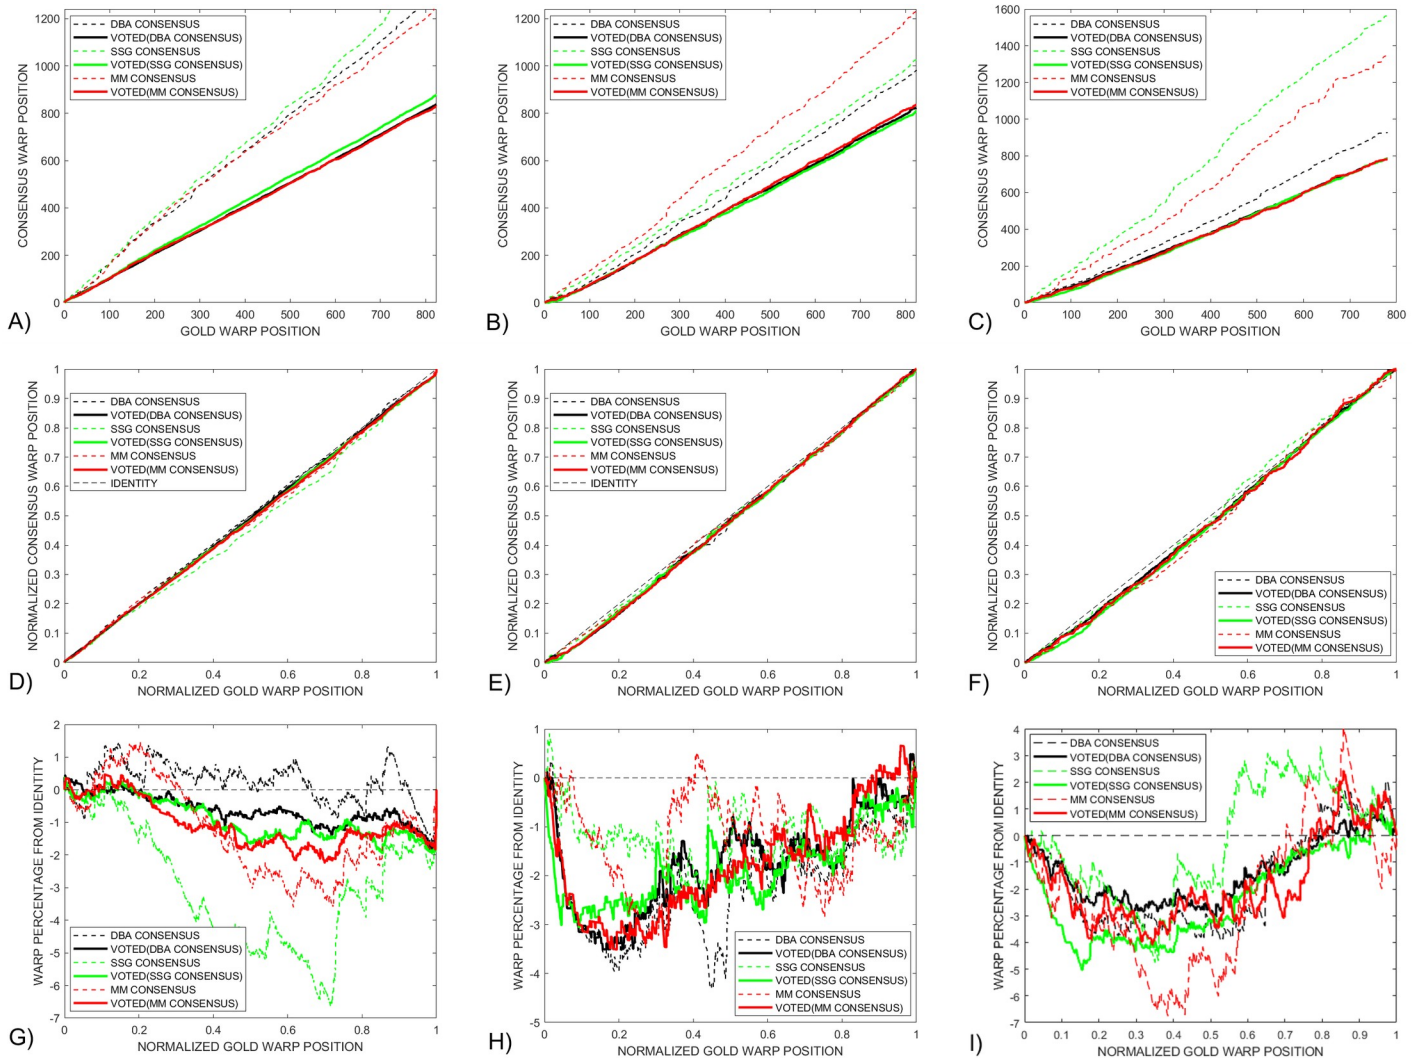 1200
1000
800
600
400
200
0
CONSENSUS WARP POSITION
DBA CONSENSUS
VOTED(DBA CONSENSUS)
SSG CONSENSUS
VOTED(SSG CONSENSUS)
MM CONSENSUS
VOTED(MM CONSENSUS)
0 100 200 300 400 500 600 700 800
GOLD WARP POSITION
A)
1200
1000
800
600
400
200
0
CONSENSUS WARP POSITION
DBA CONSENSUS
VOTED(DBA CONSENSUS)
SSG CONSENSUS
VOTED(SSG CONSENSUS)
MM CONSENSUS
VOTED(MM CONSENSUS)
0 100 200 300 400 500 600 700 800
GOLD WARP POSITION
B)
1600
1400
1200
1000
800
600
400
200
0
CONSENSUS WARP POSITION
DBA CONSENSUS
VOTED(DBA CONSENSUS)
SSG CONSENSUS
VOTED(SSG CONSENSUS)
MM CONSENSUS
VOTED(MM CONSENSUS)
0 100 200 300 400 500 600 700 800
GOLD WARP POSITION
C)
1
0.9
0.8
0.7
0.6
0.5
0.4
0.3
0.2
0.1
0
NORMALIZED CONSENSUS WARP POSITION
DBA CONSENSUS
VOTED(DBA CONSENSUS)
SSG CONSENSUS
VOTED(SSG CONSENSUS)
MM CONSENSUS
VOTED(MM CONSENSUS)
IDENTITY
0 0.2 0.4 0.6 0.8 1
NORMALIZED GOLD WARP POSITION
D)
1
0.9
0.8
0.7
0.6
0.5
0.4
0.3
0.2
0.1
0
NORMALIZED CONSENSUS WARP POSITION
DBA CONSENSUS
VOTED(DBA CONSENSUS)
SSG CONSENSUS
VOTED(SSG CONSENSUS)
MM CONSENSUS
VOTED(MM CONSENSUS)
IDENTITY
0 0.2 0.4 0.6 0.8 1
NORMALIZED GOLD WARP POSITION
E)
1
0.9
0.8
0.7
0.6
0.5
0.4
0.3
0.2
0.1
0
NORMALIZED CONSENSUS WARP POSITION
DBA CONSENSUS
VOTED(DBA CONSENSUS)
SSG CONSENSUS
VOTED(SSG CONSENSUS)
MM CONSENSUS
VOTED(MM CONSENSUS)
0 0.2 0.4 0.6 0.8 1
NORMALIZED GOLD WARP POSITION
F)
2
1
0
-1
-2
-3
-4
-5
-6
-7
WARP PERCENTAGE FROM IDENTITY
DBA CONSENSUS
VOTED(DBA CONSENSUS)
SSG CONSENSUS
VOTED(SSG CONSENSUS)
MM CONSENSUS
VOTED(MM CONSENSUS)
0 0.2 0.4 0.6 0.8 1
NORMALIZED GOLD WARP POSITION
G)
1
0
-1
-2
-3
-4
-5
WARP PERCENTAGE FROM IDENTITY
DBA CONSENSUS
VOTED(DBA CONSENSUS)
SSG CONSENSUS
VOTED(SSG CONSENSUS)
MM CONSENSUS
VOTED(MM CONSENSUS)
0 0.2 0.4 0.6 0.8 1
NORMALIZED GOLD WARP POSITION
H)
4
3
2
1
0
-1
-2
-3
-4
-5
-6
-7
WARP PERCENTAGE FROM IDENTITY
DBA CONSENSUS
VOTED(DBA CONSENSUS)
SSG CONSENSUS
VOTED(SSG CONSENSUS)
MM CONSENSUS
VOTED(MM CONSENSUS)
0 0.1 0.2 0.3 0.4 0.5 0.6 0.7 0.8 0.9 1
NORMALIZED GOLD WARP POSITION
I)